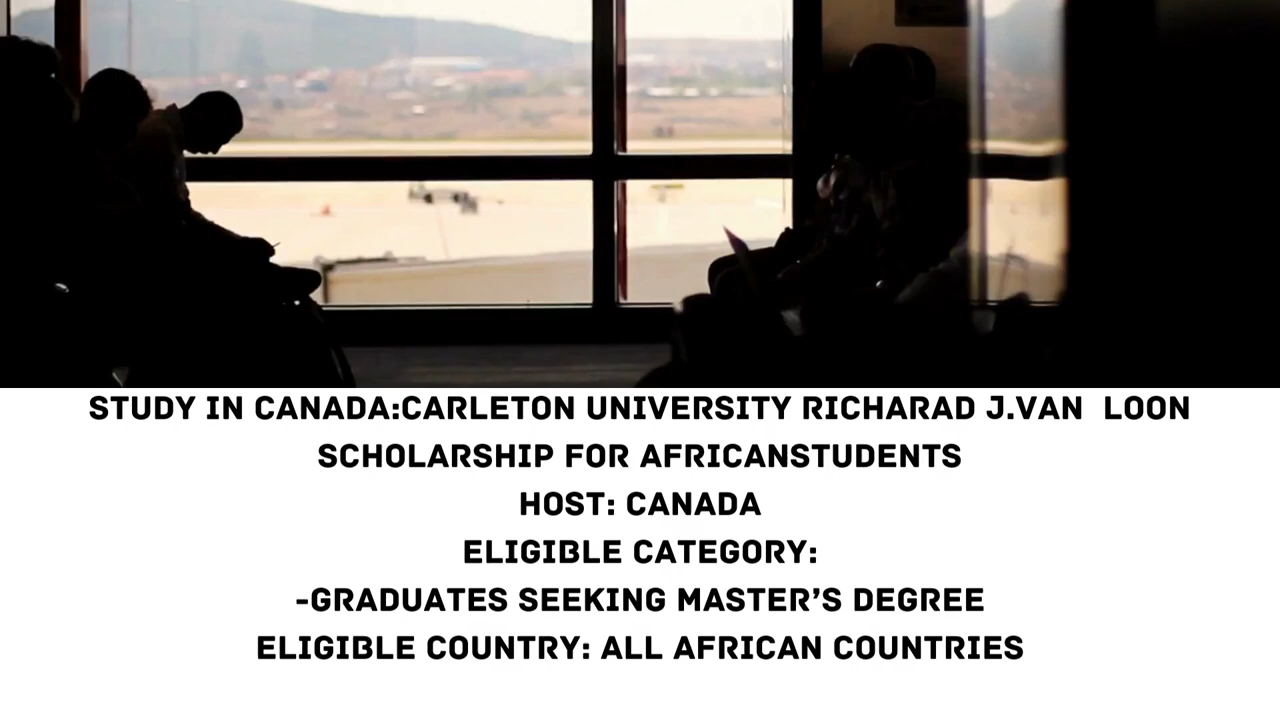 STUDY IN CANADA:CARLETON UNIVERSITY RICHARAD J.VAN  LOON
SCHOLARSHIP FOR AFRICANSTUDENTS
HOST: CANADA
ELIGIBLE CATEGORY:
-GRADUATES SEEKING MASTER’S DEGREE
ELIGIBLE COUNTRY: ALL AFRICAN COUNTRIES